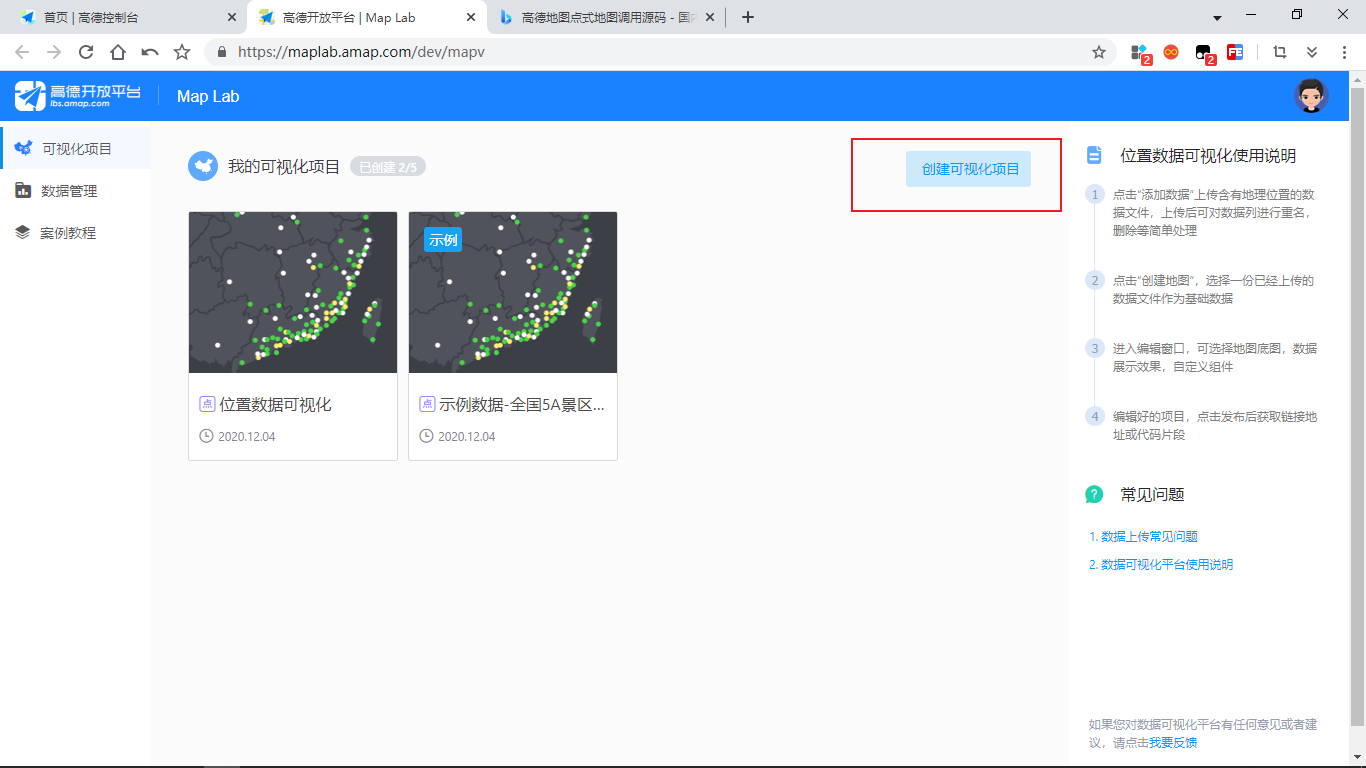 首页 | 高德控制台
高德开放平台 | Map Lab
高德地图点式地图调用源码 - 国
https://maplab.amap.com/dev/mapv
2
2
FE
高德开放平台
lbs.amap.com
Map Lab
可视化项目
数据管理
案例教程
我的可视化项目
已创建 2/5
创建可视化项目
示例
点 位置数据可视化
2020.12.04
点 示例数据-全国5A景区...
2020.12.04
位置数据可视化使用说明
1 点击“添加数据”上传含有地理位置的数
据文件，上传后可对数据列进行重名，
删除等简单处理
2 点击“创建地图”，选择一份已经上传的
数据文件作为基础数据
3 进入编辑窗口，可选择地图底图，数据
展示效果，自定义组件
4 编辑好的项目，点击发布后获取链接地
址或代码片段
? 常见问题
1. 数据上传常见问题
2. 数据可视化平台使用说明
如果您对数据可视化平台有任何意见或者建
议，请点击我要反馈